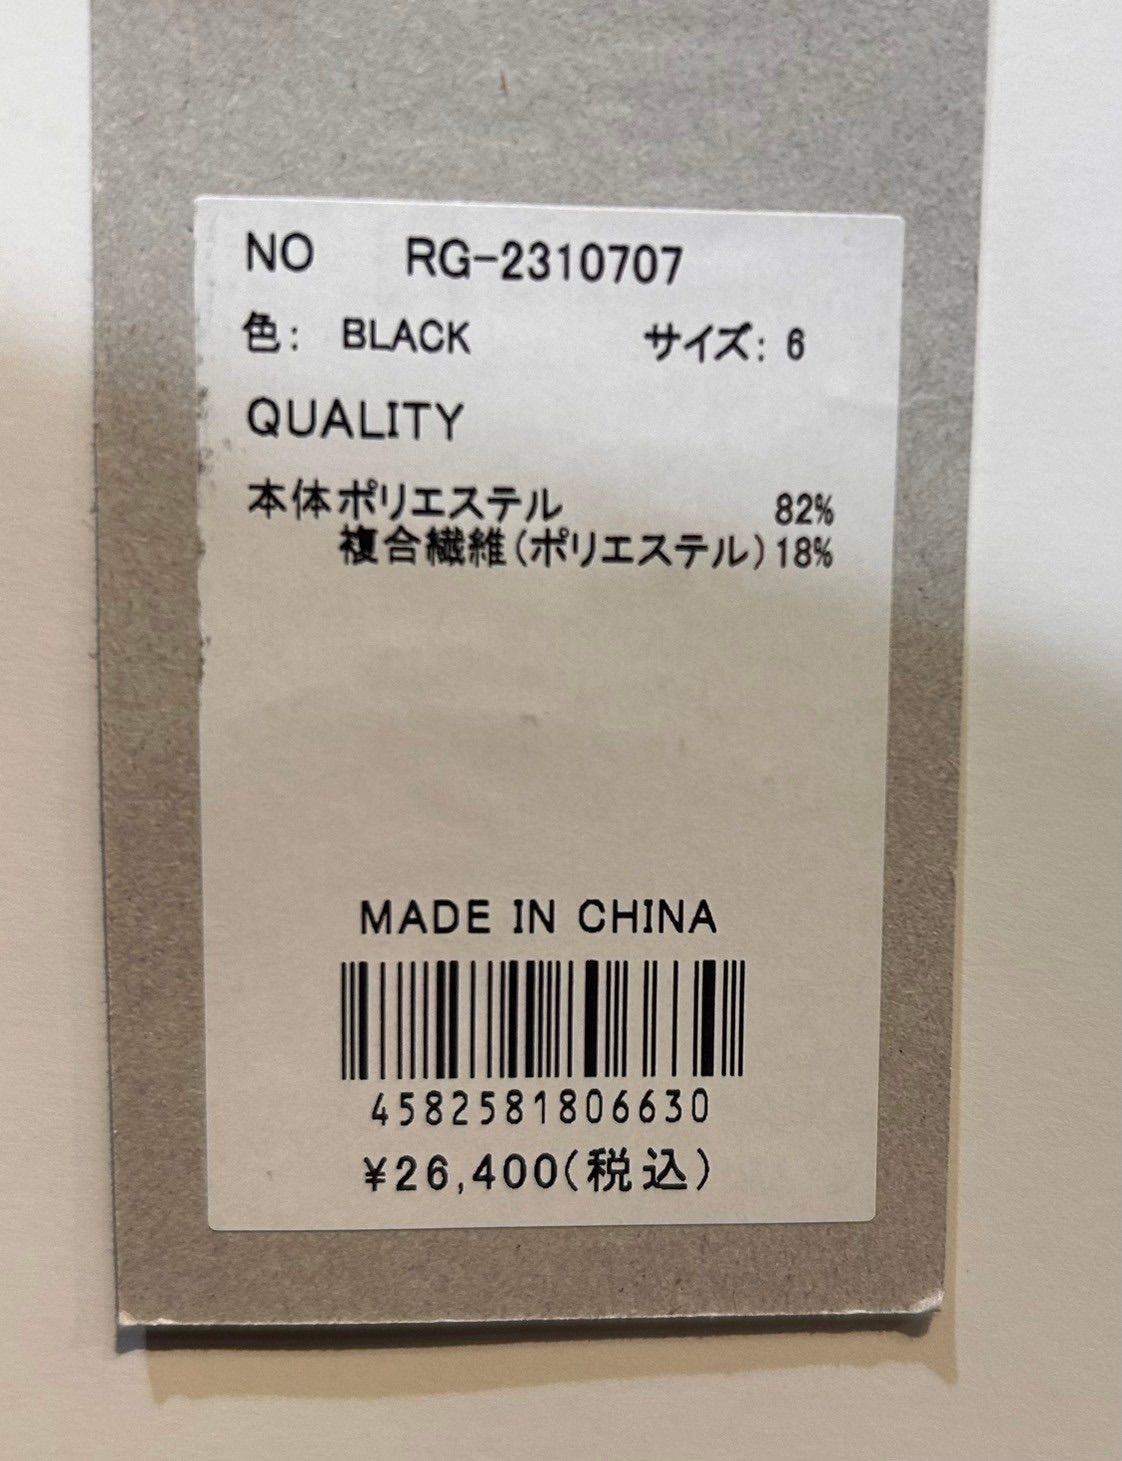 NO RG-2310707
色: BLACK サイズ: 6
QUALITY
本体ポリエステル 82%
複合繊維(ポリエステル)18%
MADE IN CHINA
4582581806630
¥26,400(税込)